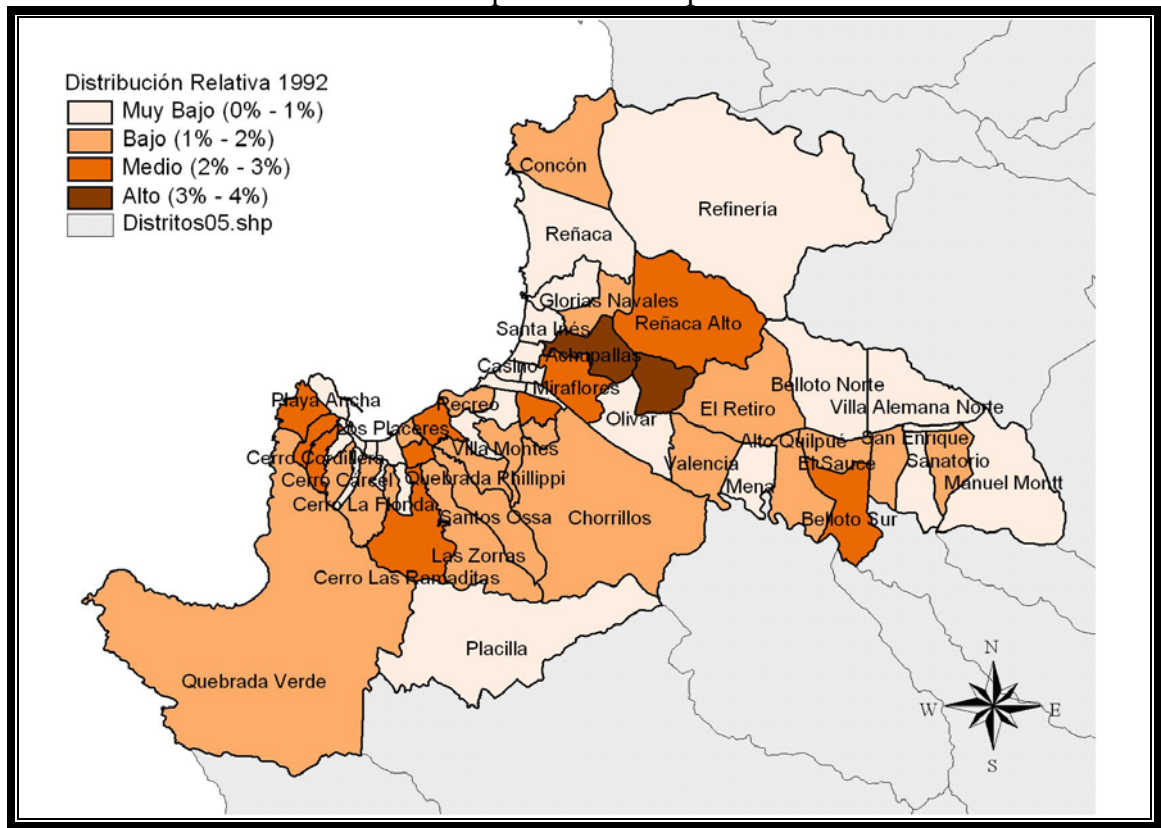 Distribución Relativa 1992
Muy Bajo (0% - 1%)
Bajo (1% - 2%)
Medio (2% - 3%)
Alto (3% - 4%)
Distritos05.shp
Concón
Refinería
Reñaca
Glorias Navales
Santa Inés
Reñaca Alto
Achupallas
Casino
Miraflores
Belloto Norte
Villa Alemana Norte
Playa Ancha
Recreo
El Retiro
Olivar
Los Placeres
Villa Montes
Alto Quilpué
San Enrique
Cerro Cordillera
Valencia
El Sauce
Sanatorio
Cerro Cárcel
Quebrada Phillippi
Mena
Manuel Montt
Cerro La Florida
Santos Ossa
Chorrillos
Belloto Sur
Las Zorras
Cerro Las Ramaditas
Placilla
Quebrada Verde
N
W
E
S